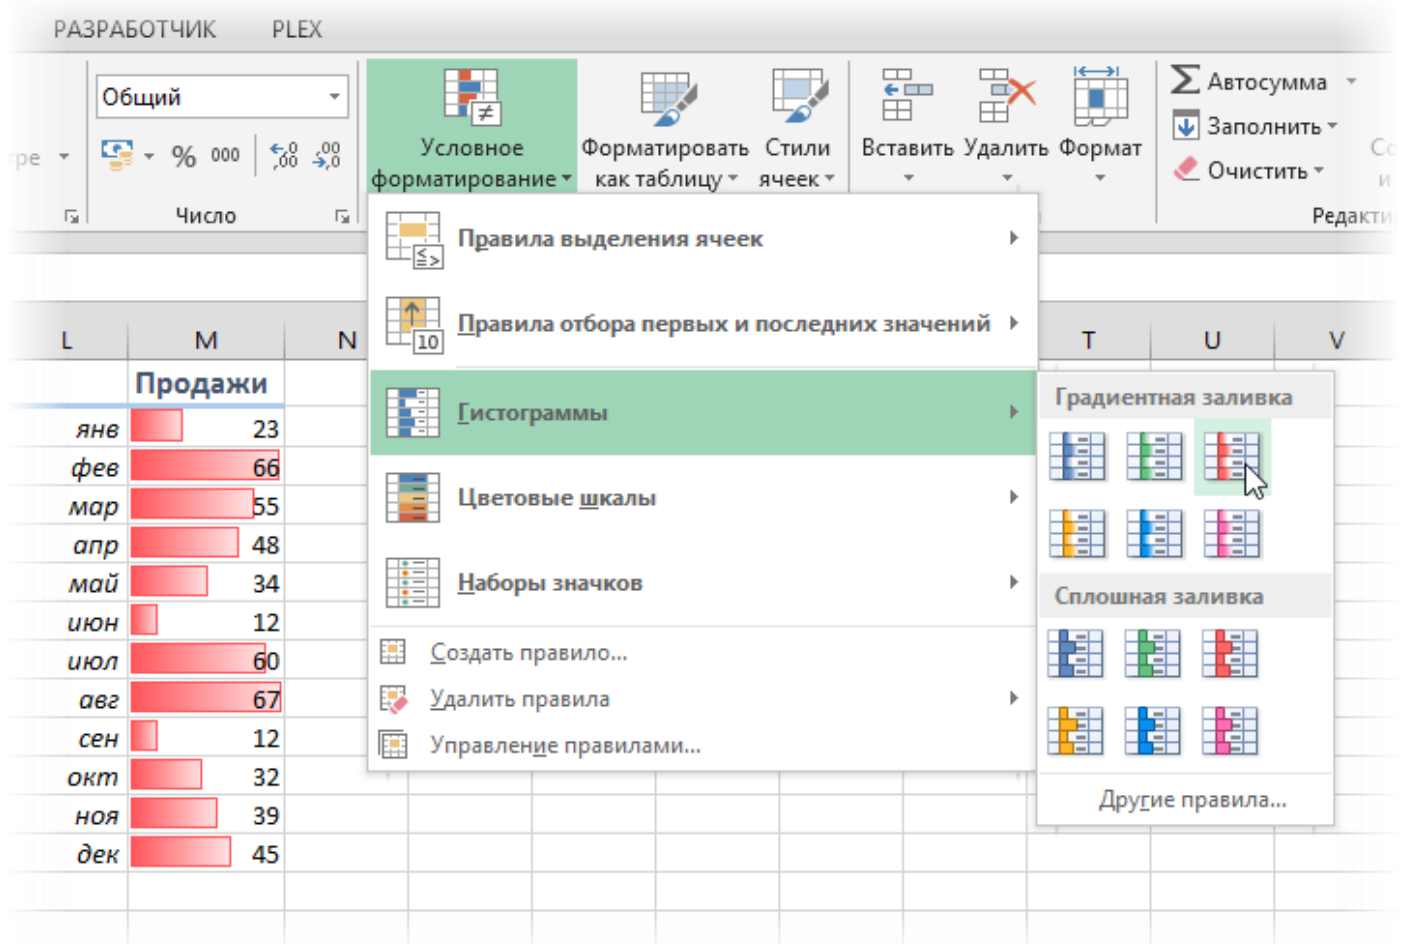 РАЗРАБОТЧИК PLEX
Общий
% 000 ,00 ,0
Условное форматирование
Форматировать как таблицу
Стили ячеек
Вставить
Удалить
Формат
Автосумма
Заполнить
Очистить
Число
Правила выделения ячеек
Правила отбора первых и последних значений
10
Гистограммы
Цветовые шкалы
Наборы значков
Создать правило...
Удалить правила
Управление правилами...
Градиентная заливка
Сплошная заливка
Другие правила...
L M N T U V
Продажи
янв 23
фев 66
мар 55
апр 48
май 34
июн 12
июл 60
авг 67
сен 12
окт 32
ноя 39
дек 45